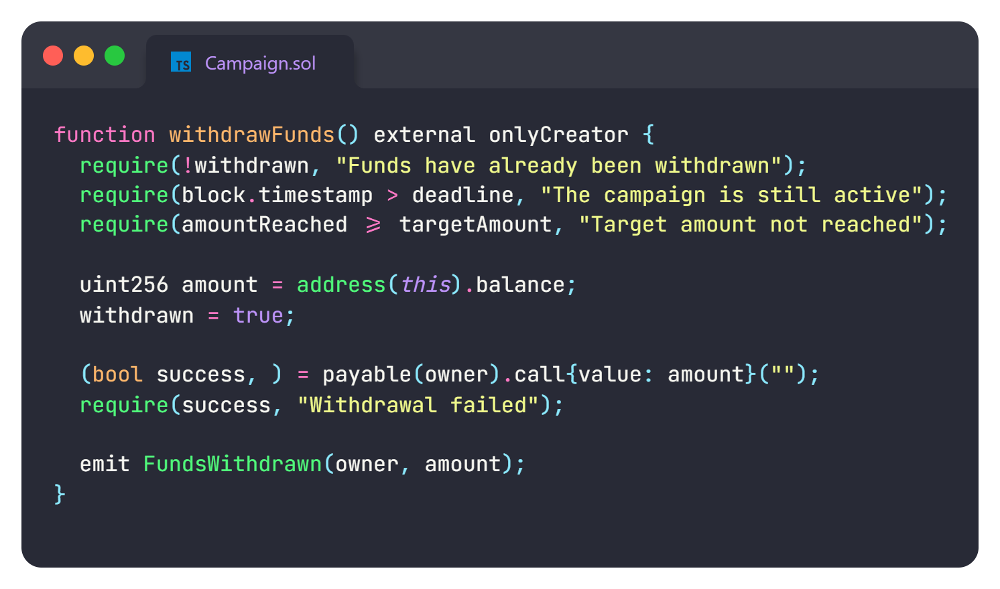 TS Campaign.sol
function withdrawFunds() external onlyCreator {
  require(!withdrawn, "Funds have already been withdrawn");
  require(block.timestamp > deadline, "The campaign is still active");
  require(amountReached >= targetAmount, "Target amount not reached");
  uint256 amount = address(this).balance;
  withdrawn = true;
  (bool success, ) = payable(owner).call{value: amount}("");
  require(success, "Withdrawal failed");
  emit FundsWithdrawn(owner, amount);
}